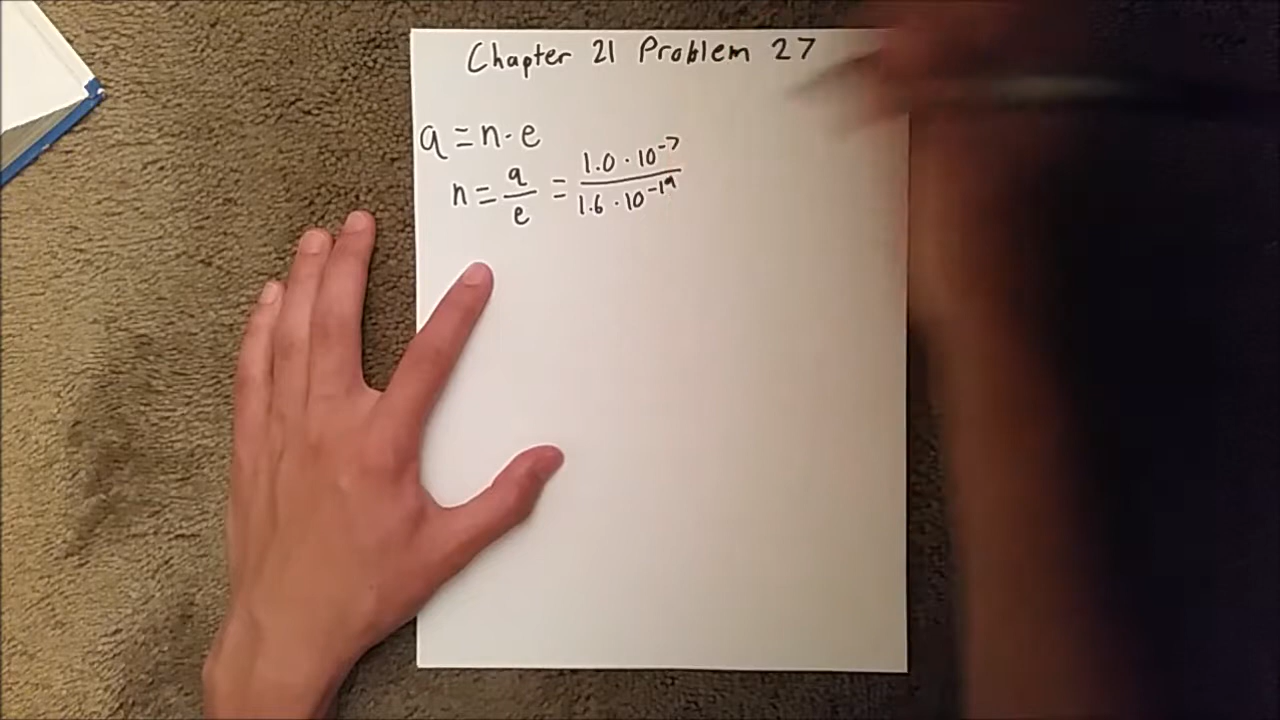 Chapter 21 Problem 27
q = n · e
n = q/e = 1.0 · 10⁻⁷ / 1.6 · 10⁻¹⁹